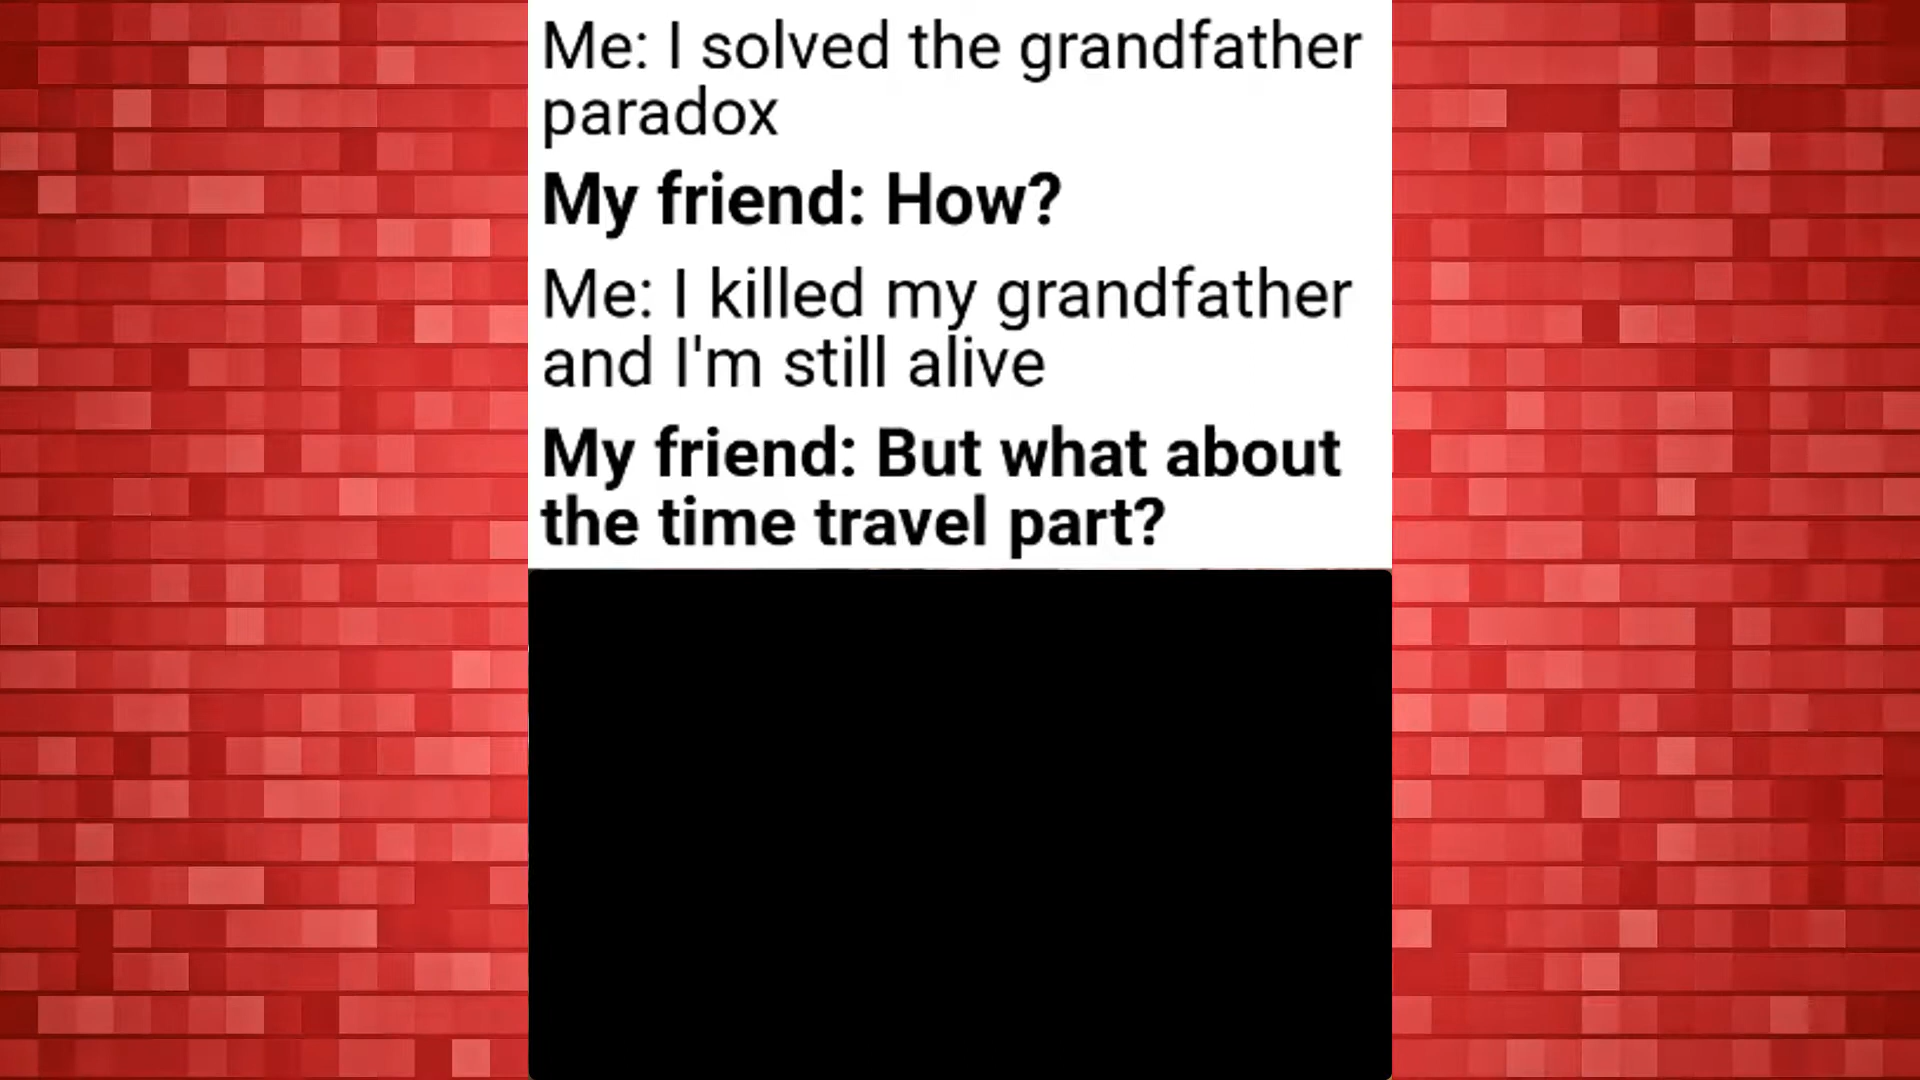 Me: I solved the grandfather
paradox
My friend: How?
Me: I killed my grandfather
and I'm still alive
My friend: But what about
the time travel part?